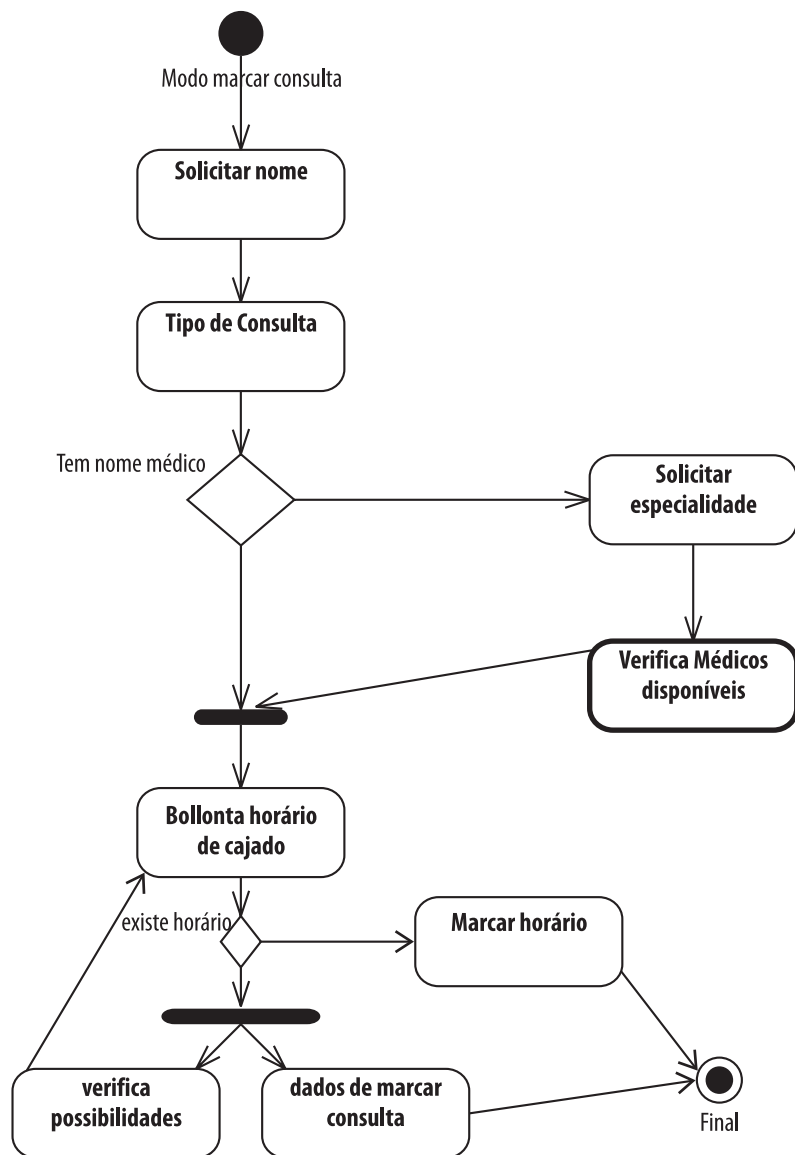 Modo marcar consulta
Solicitar nome
Tipo de Consulta
Tem nome médico
Solicitar
especialidade
Verifica Médicos
disponíveis
Bollonta horário
de cajado
existe horário
Marcar horário
verifica
possibilidades
dados de marcar
consulta
Final